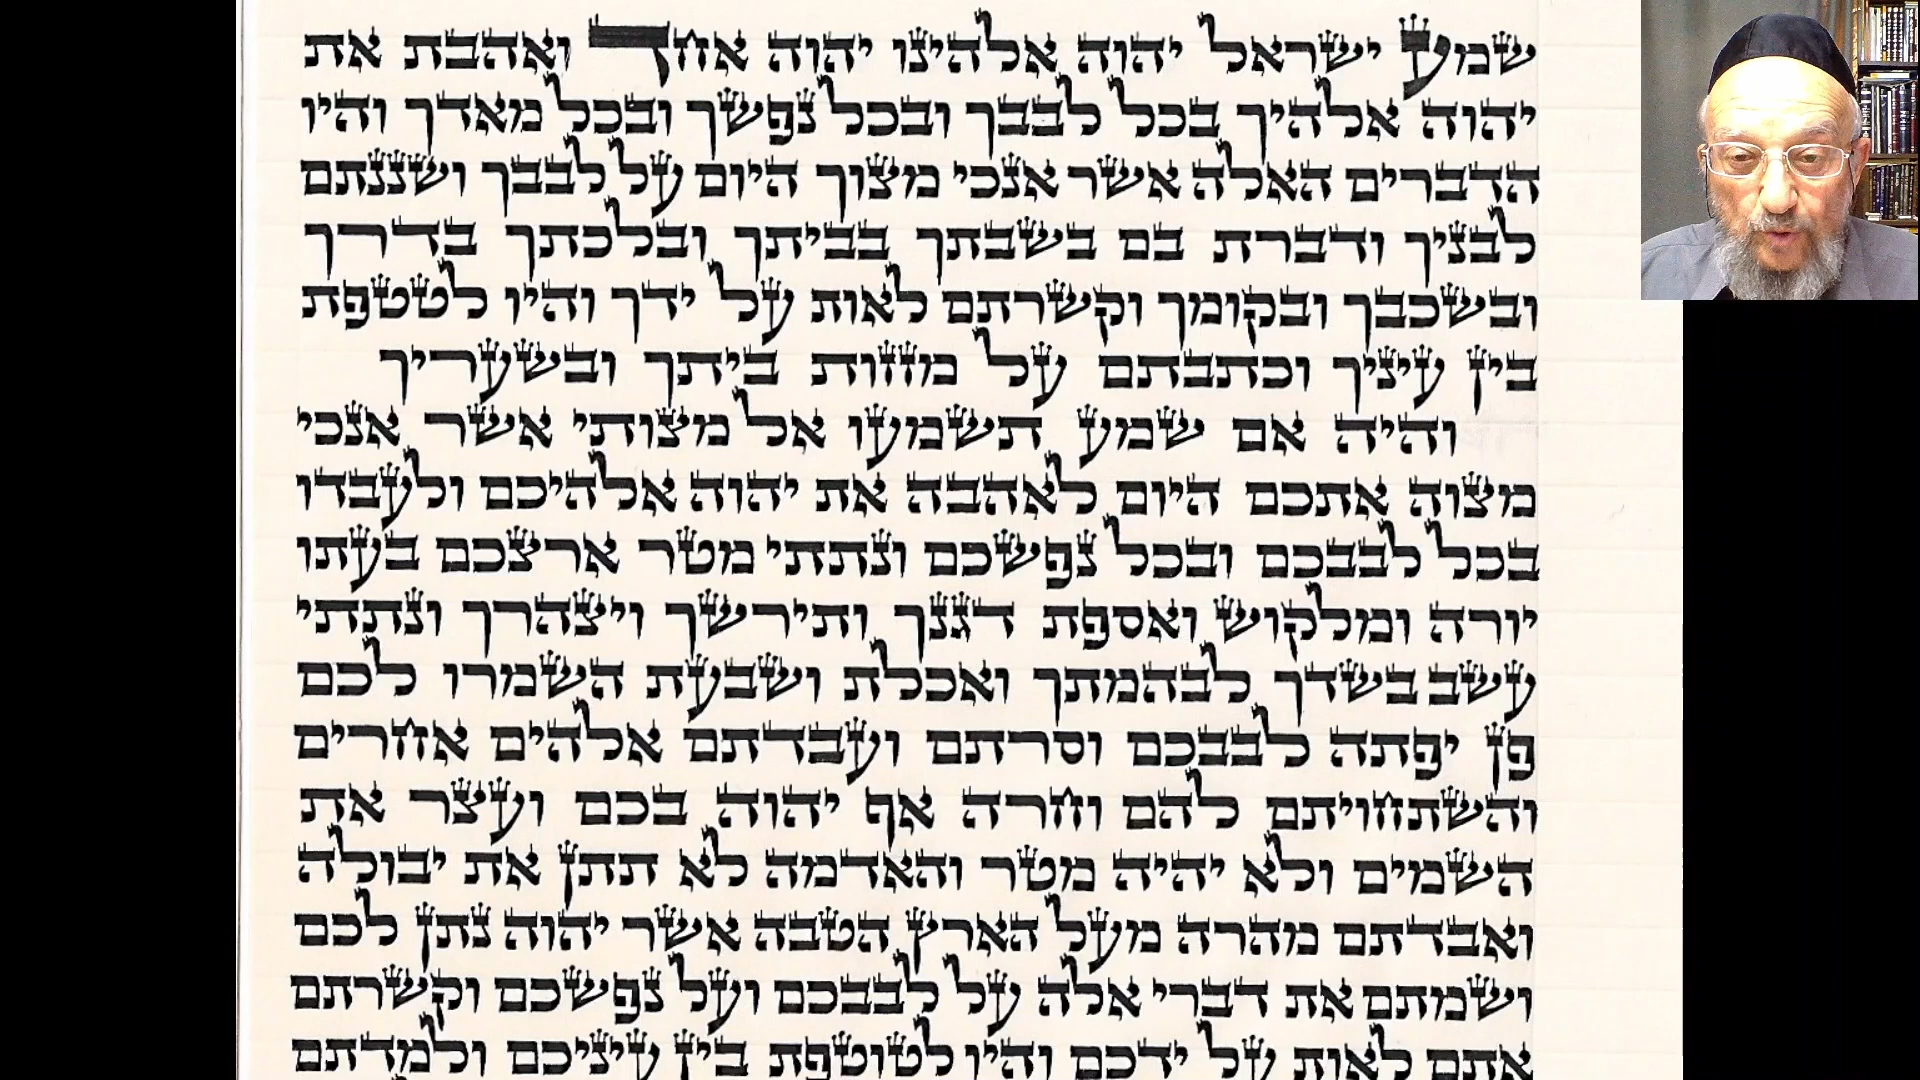 שמע ישראל יהוה אלהינו יהוה אחד ואהבת את
יהוה אלהיך בכל לבבך ובכל נפשך ובכל מאדך והיו
הדברים האלה אשר אנכי מצוך היום על לבבך ושננתם
לבניך ודברת בם בשבתך בביתך ובלכתך בדרך
ובשכבך ובקומך וקשרתם לאות על ידך והיו לטטפת
בין עיניך וכתבתם על מזזות ביתך ובשעריך
והיה אם שמע תשמעו אל מצותי אשר אנכי
מצוה אתכם היום לאהבה את יהוה אלהיכם ולעבדו
בכל לבבכם ובכל נפשכם ונתתי מטר ארצכם בעתו
יורה ומלקוש ואספת דגנך ותירשך ויצהרך ונתתי
עשב בשדך לבהמתך ואכלת ושבעת השמרו לכם
פן יפתה לבבכם וסרתם ועבדתם אלהים אחרים
והשתחויתם להם וחרה אף יהוה בכם ועצר את
השמים ולא יהיה מטר והאדמה לא תתן את יבולה
ואבדתם מהרה מעל הארץ הטבה אשר יהוה נתן לכם
ושמתם את דברי אלה על לבבכם ועל נפשכם וקשרתם
אתם לאות על ידכם והיו לטוטפת בין עיניכם ולמדתם